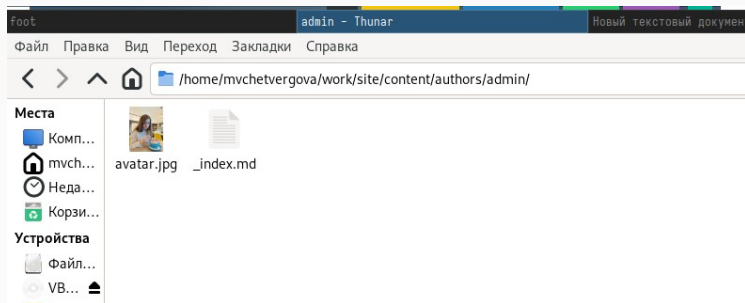 foot admin - Thunar Новый текстовый докумен
Файл Правка Вид Переход Закладки Справка
/home/mvchetvergova/work/site/content/authors/admin/
Места
Комп...
mvch...
Неда...
Корзи...
avatar.jpg _index.md
Устройства
Файл...
VB...